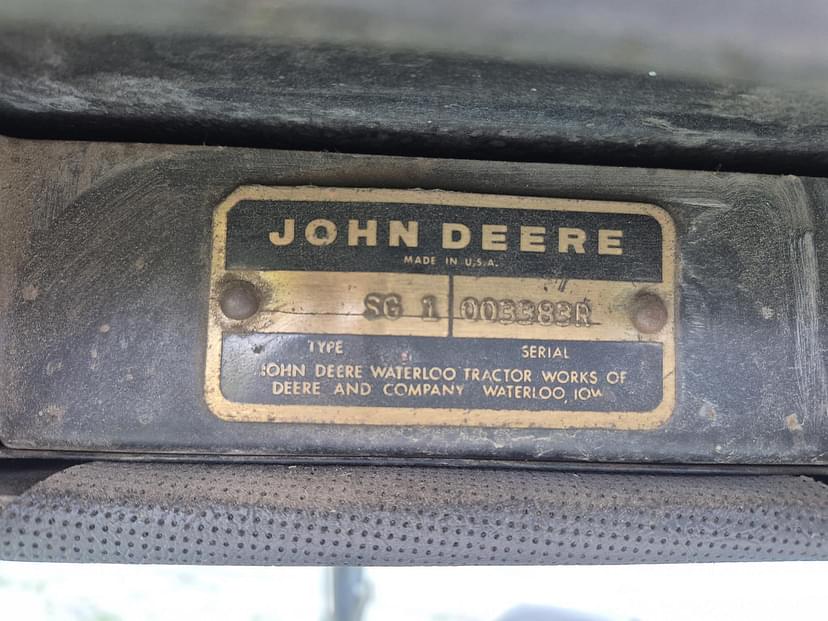 JOHN DEERE
MADE IN U.S.A.
SG 1 003383R
TYPE SERIAL
JOHN DEERE WATERLOO TRACTOR WORKS OF
DEERE AND COMPANY WATERLOO, IOWA